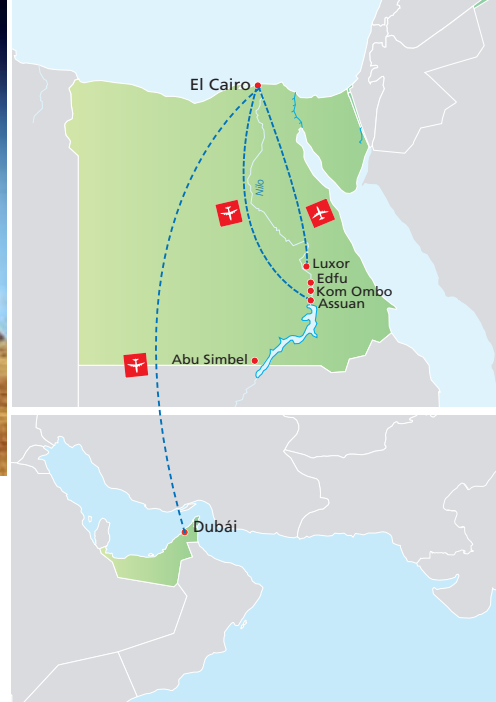 El Cairo
Nilo
Luxor
Edfu
Kom Ombo
Assuan
Abu Simbel
Dubái